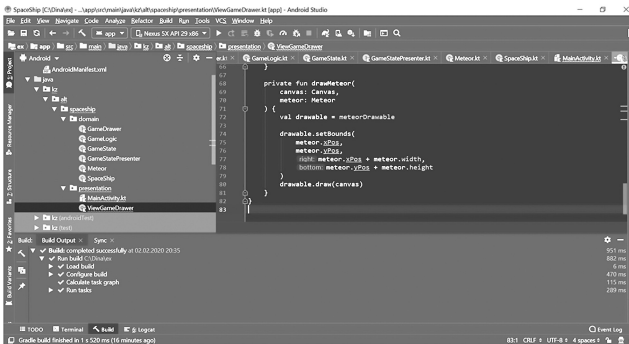 SpaceShip [C:\Dina\ex] - ...\app\src\main\java\kz\alt\spaceship\presentation\ViewGameDrawer.kt [app] - Android Studio
File Edit View Navigate Code Analyze Refactor Build Run Tools VCS Window Help
app Nexus 5X API 29 x86
ex app src main java kz alt spaceship presentation ViewGameDrawer
Android
er.kt GameLogic.kt GameState.kt GameStatePresenter.kt Meteor.kt SpaceShip.kt MainActivity.kt
AndroidManifest.xml
java
kz
alt
spaceship
domain
GameDrawer
GameLogic
GameState
GameStatePresenter
Meteor
SpaceShip
presentation
MainActivity.kt
ViewGameDrawer
kz (androidTest)
kz (test)
66 }
67
68 private fun drawMeteor(
69 canvas: Canvas,
70 meteor: Meteor
71 ) {
72 val drawable = meteorDrawable
73
74 drawable.setBounds(
75 meteor.xPos,
76 meteor.yPos,
77 right: meteor.xPos + meteor.width,
78 bottom: meteor.yPos + meteor.height
79 )
80 drawable.draw(canvas)
81 }
82 }
83
1: Project
Resource Manager
Z: Structure
2: Favorites
Build Variants
Build: Build Output Sync
Build: completed successfully at 02.02.2020 20:35 951 ms
Run build C:\Dina\ex 882 ms
Load build 6 ms
Configure build 470 ms
Calculate task graph 115 ms
Run tasks 289 ms
TODO Terminal Build 6: Logcat Event Log
Gradle build finished in 1 s 520 ms (16 minutes ago) 83:1 CRLF UTF-8 4 spaces